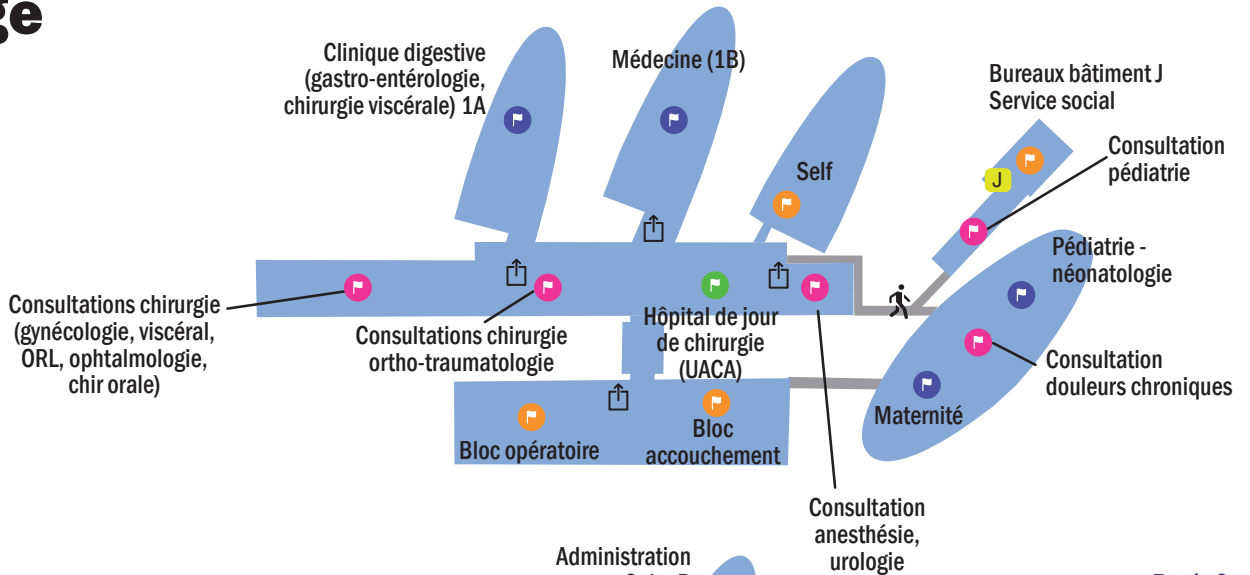 ge
Clinique digestive
(gastro-entérologie,
chirurgie viscérale) 1A
Médecine (1B)
Self
Bureaux bâtiment J
Service social
Consultation
pédiatrie
J
Pédiatrie -
néonatologie
Consultations chirurgie
(gynécologie, viscéral,
ORL, ophtalmologie,
chir orale)
Consultations chirurgie
ortho-traumatologie
Hôpital de jour
de chirurgie
(UACA)
Consultation
douleurs chroniques
Maternité
Bloc opératoire
Bloc
accouchement
Consultation
anesthésie,
urologie
Administration